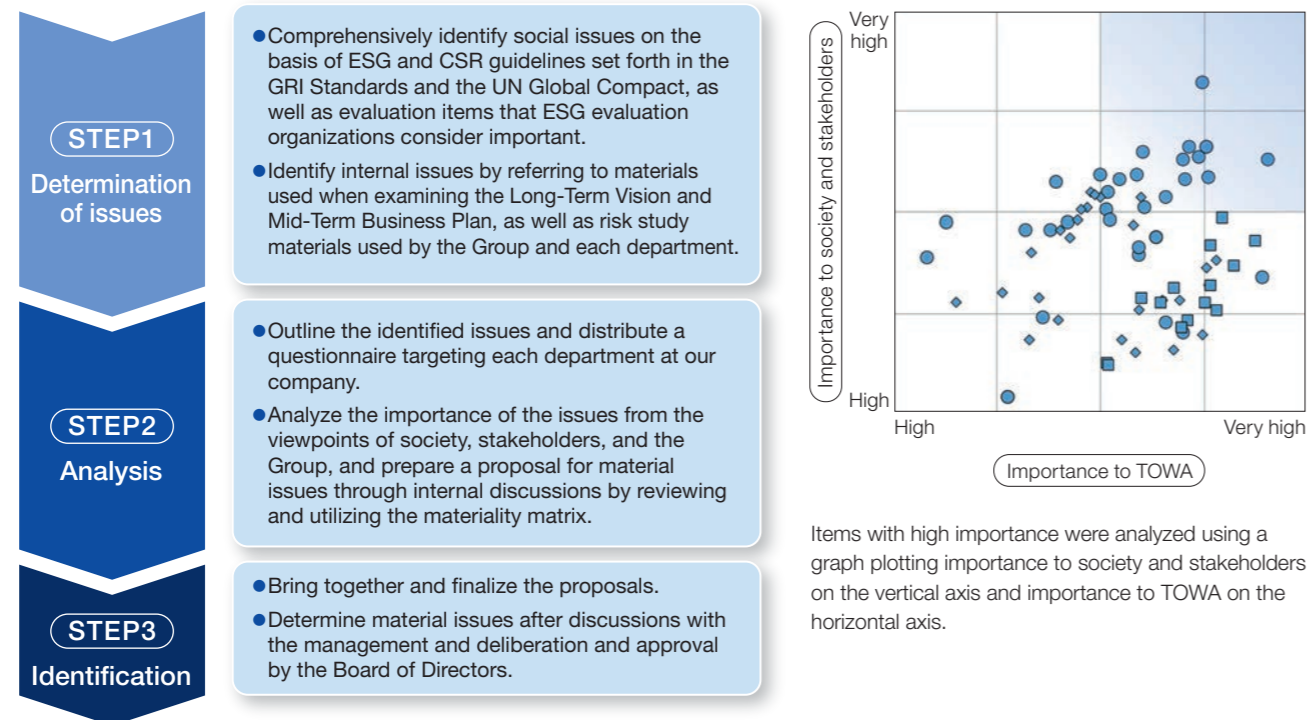 STEP1
Determination
of issues
●Comprehensively identify social issues on the
basis of ESG and CSR guidelines set forth in the
GRI Standards and the UN Global Compact, as
well as evaluation items that ESG evaluation
organizations consider important.
●Identify internal issues by referring to materials
used when examining the Long-Term Vision and
Mid-Term Business Plan, as well as risk study
materials used by the Group and each department.
STEP2
Analysis
●Outline the identified issues and distribute a
questionnaire targeting each department at our
company.
●Analyze the importance of the issues from the
viewpoints of society, stakeholders, and the
Group, and prepare a proposal for material
issues through internal discussions by reviewing
and utilizing the materiality matrix.
STEP3
Identification
●Bring together and finalize the proposals.
●Determine material issues after discussions with
the management and deliberation and approval
by the Board of Directors.
Very
high
Importance to society and stakeholders
High
High
Very high
Importance to TOWA
Items with high importance were analyzed using a
graph plotting importance to society and stakeholders
on the vertical axis and importance to TOWA on the
horizontal axis.